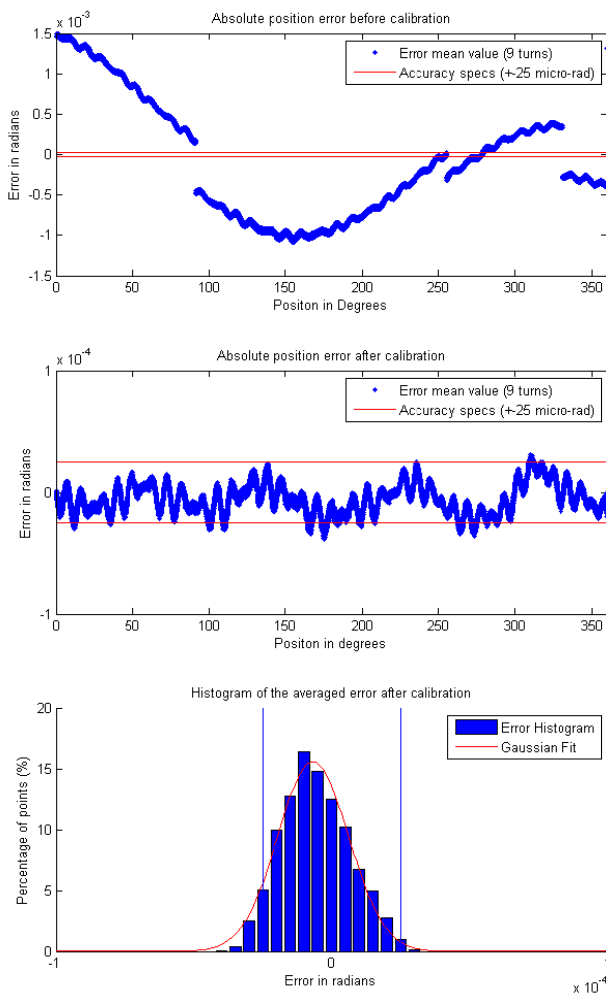 Absolute position error before calibration
x 10^-3
1.5
1
0.5
0
-0.5
-1
-1.5
Error in radians
Error mean value (9 turns)
Accuracy specs (+-25 micro-rad)
0 50 100 150 200 250 300 350
Positon in Degrees
Absolute position error after calibration
x 10^-4
1
0
-1
Error in radians
Error mean value (9 turns)
Accuracy specs (+-25 micro-rad)
0 50 100 150 200 250 300 350
Positon in degrees
Histogram of the averaged error after calibration
20
15
10
5
0
Percentage of points (%)
Error Histogram
Gaussian Fit
-1 0
Error in radians
x 10^-4